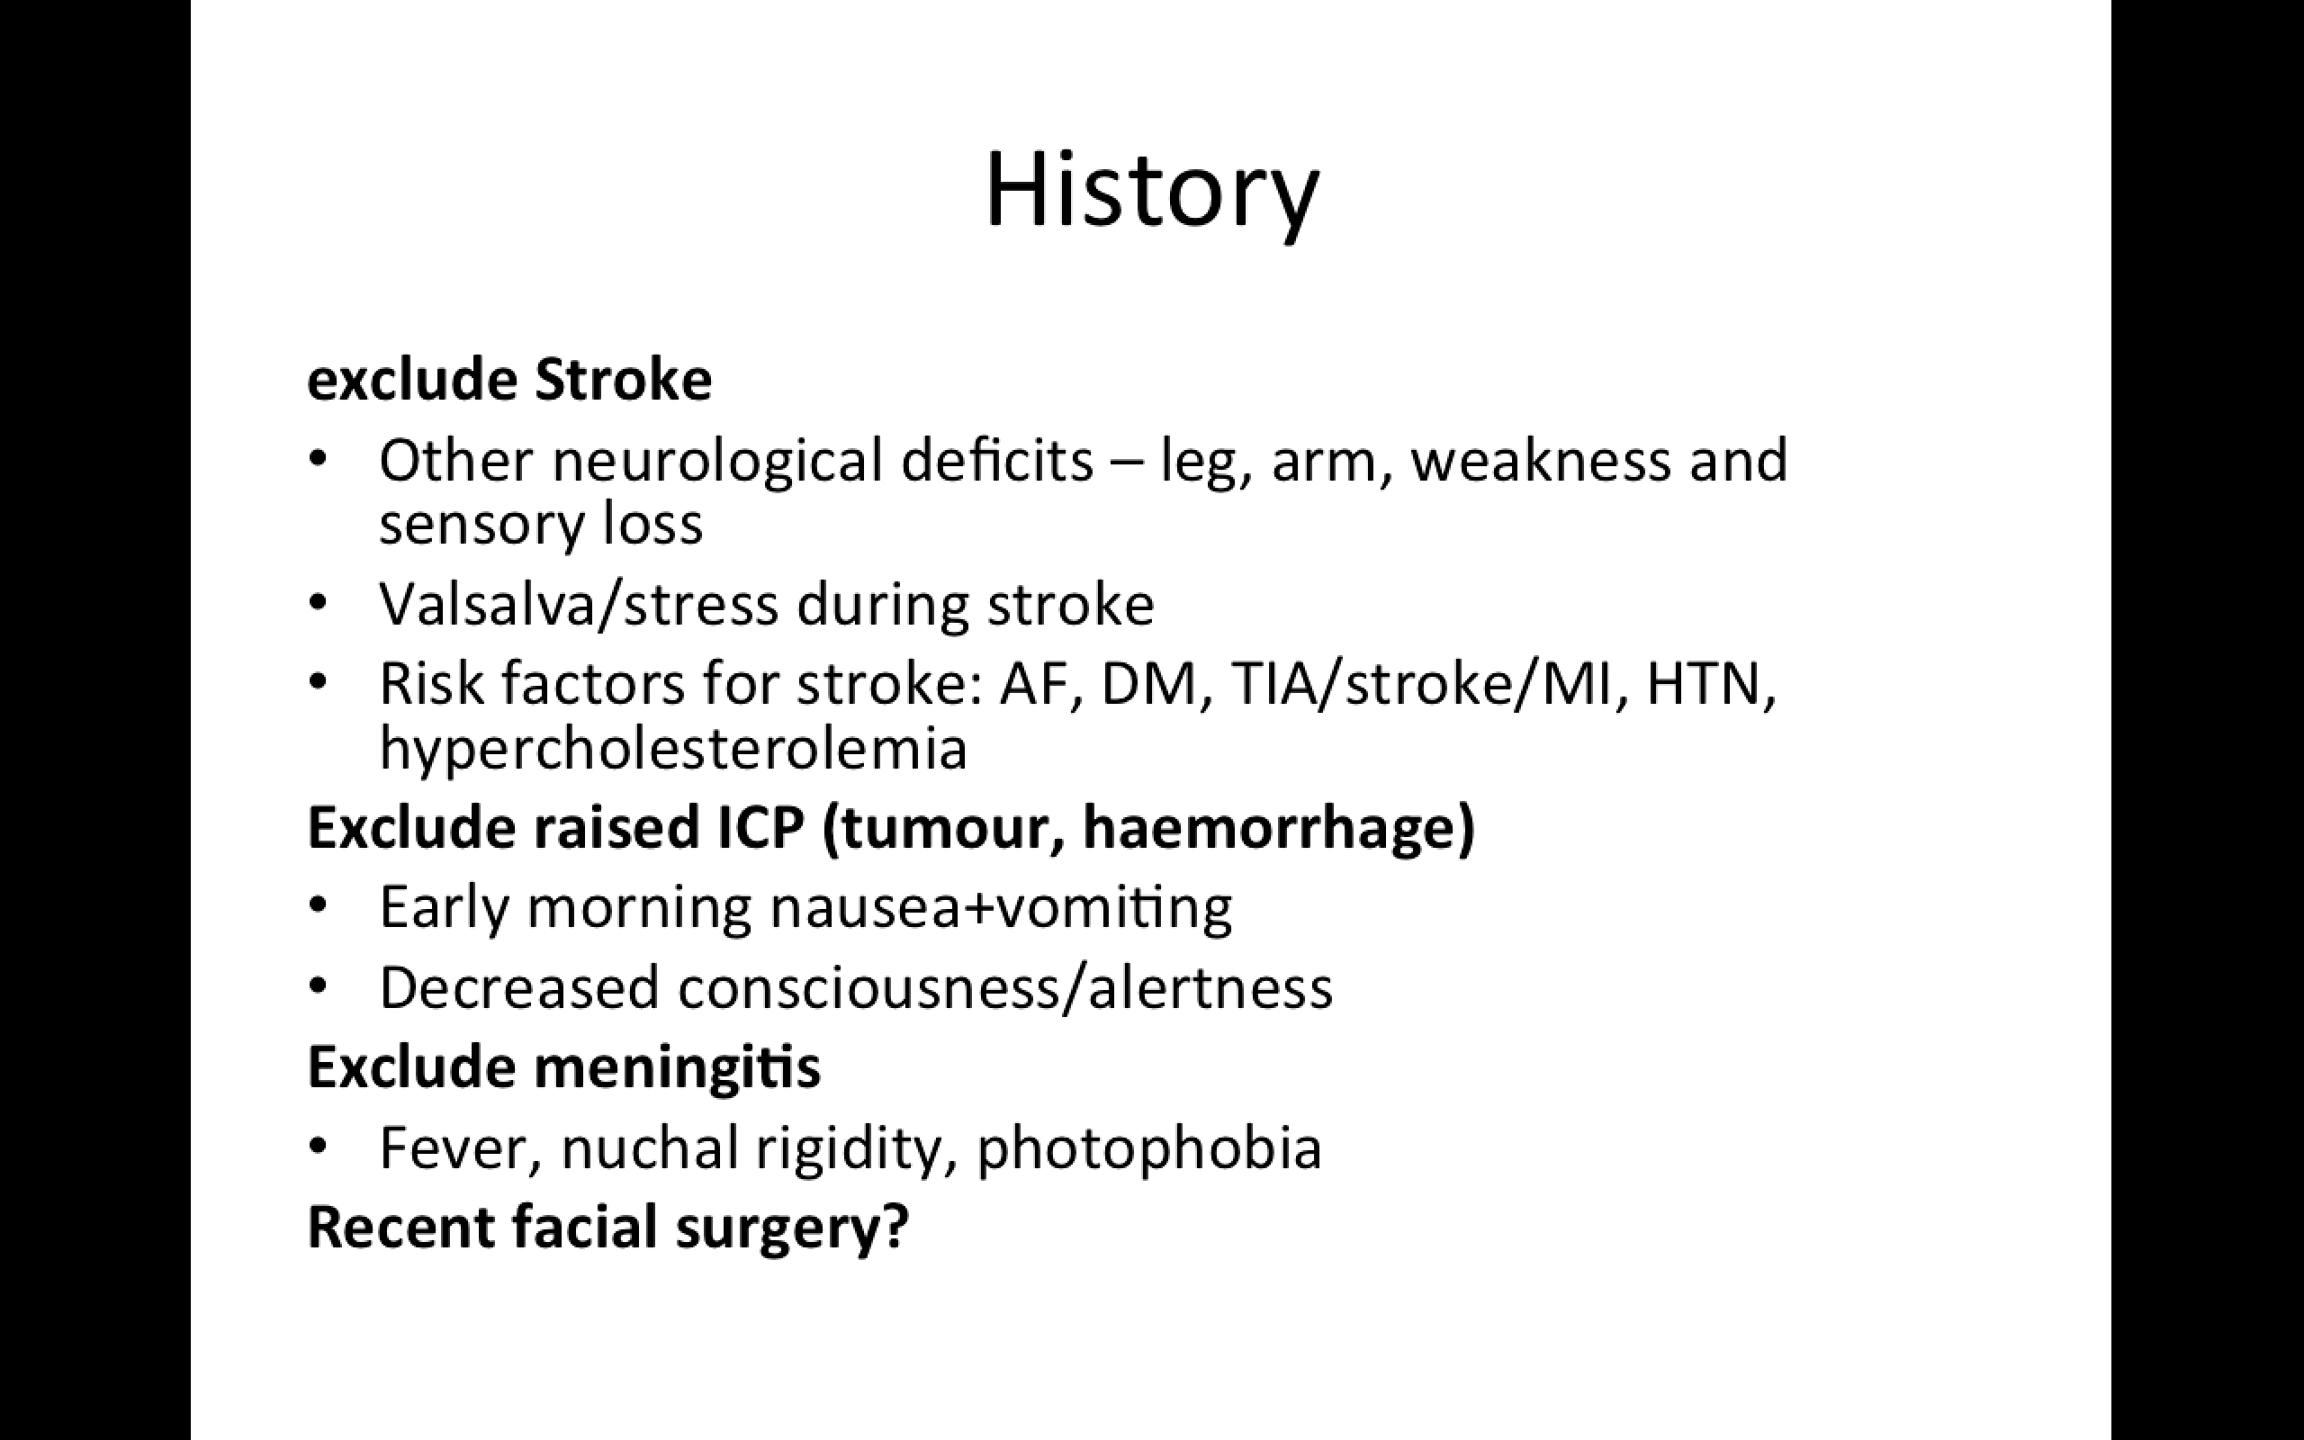 History
exclude Stroke
• Other neurological deficits – leg, arm, weakness and
sensory loss
• Valsalva/stress during stroke
• Risk factors for stroke: AF, DM, TIA/stroke/MI, HTN,
hypercholesterolemia
Exclude raised ICP (tumour, haemorrhage)
• Early morning nausea+vomiting
• Decreased consciousness/alertness
Exclude meningitis
• Fever, nuchal rigidity, photophobia
Recent facial surgery?